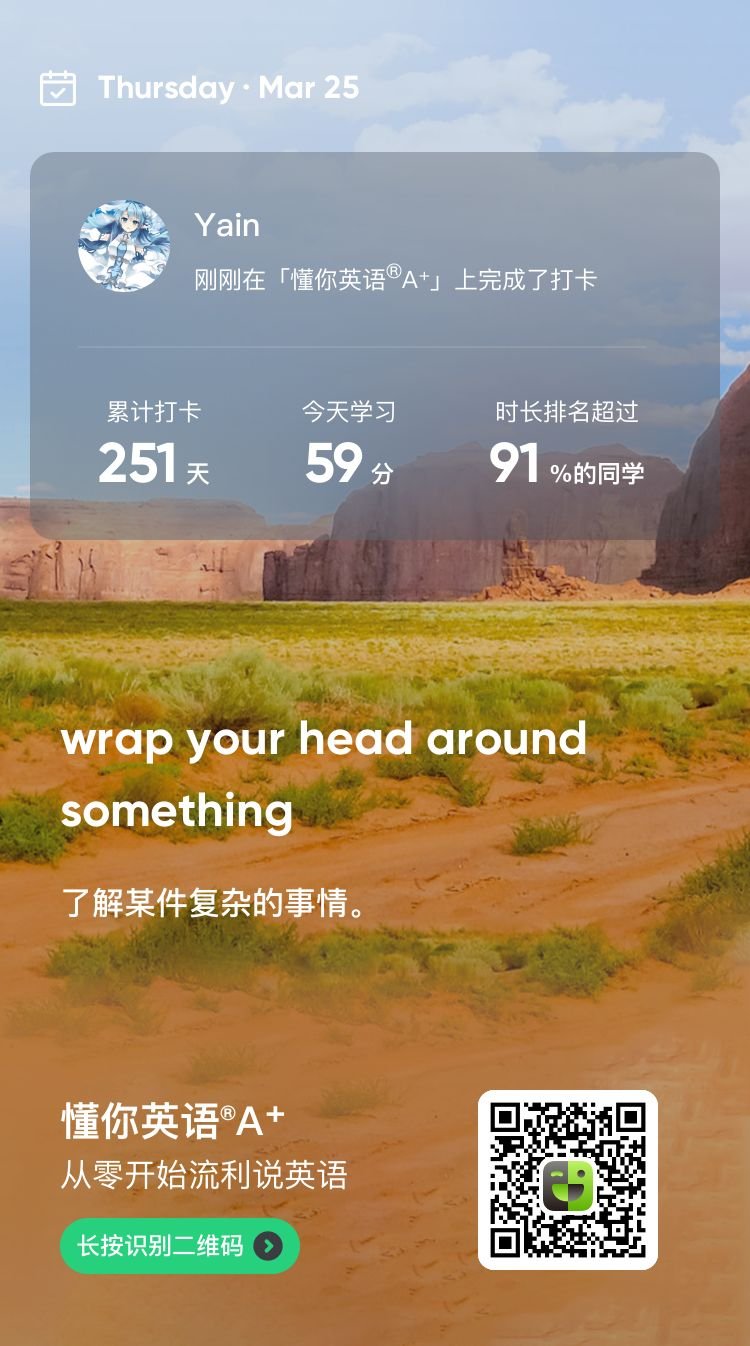 Thursday · Mar 25
Yain
刚刚在「懂你英语®A⁺」上完成了打卡
累计打卡 今天学习 时长排名超过
251 天 59 分 91 %的同学
wrap your head around
something
了解某件复杂的事情。
懂你英语®A⁺
从零开始流利说英语
长按识别二维码